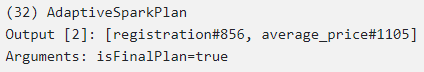 (32) AdaptiveSparkPlan
Output [2]: [registration#856, average_price#1105]
Arguments: isFinalPlan=true